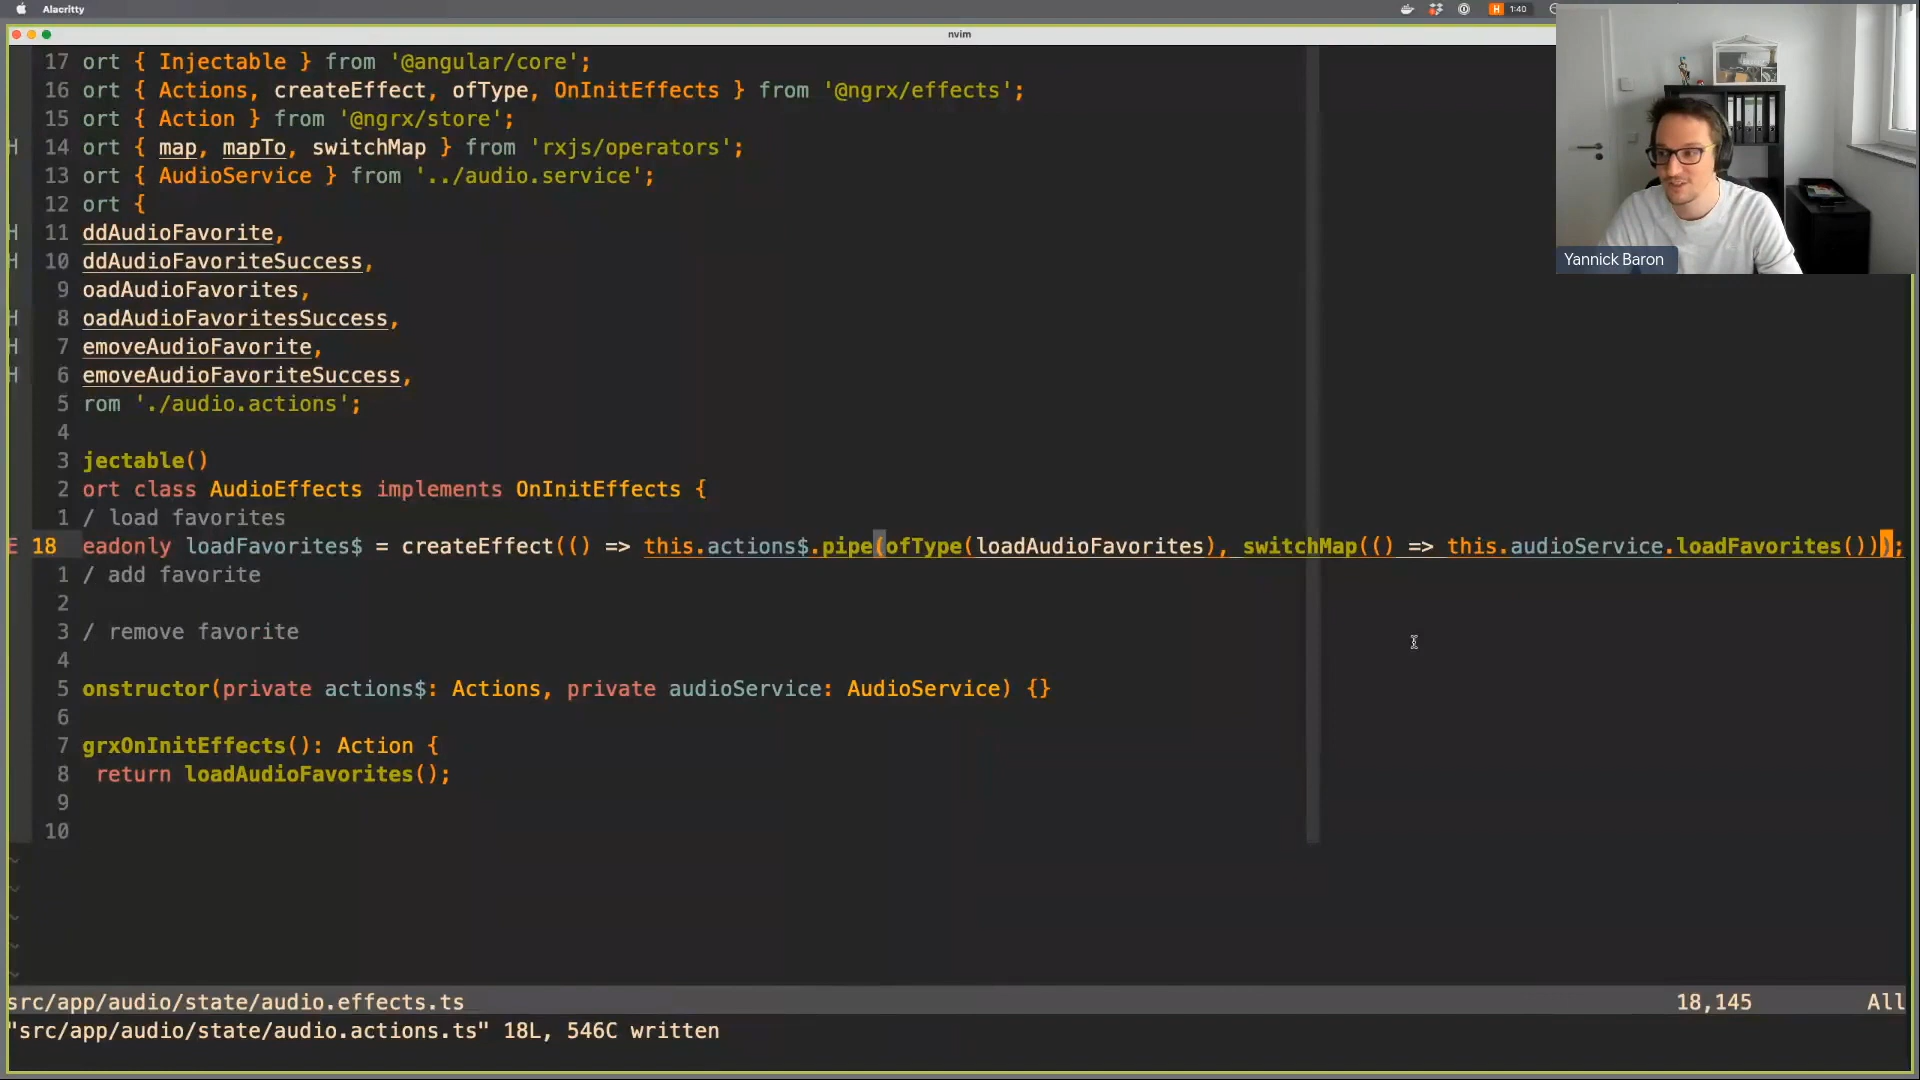 Alacritty
H 1:40
nvim
17 ort { Injectable } from '@angular/core';
16 ort { Actions, createEffect, ofType, OnInitEffects } from '@ngrx/effects';
15 ort { Action } from '@ngrx/store';
H 14 ort { map, mapTo, switchMap } from 'rxjs/operators';
13 ort { AudioService } from '../audio.service';
12 ort {
H 11 ddAudioFavorite,
H 10 ddAudioFavoriteSuccess,
9 oadAudioFavorites,
H 8 oadAudioFavoritesSuccess,
H 7 emoveAudioFavorite,
H 6 emoveAudioFavoriteSuccess,
5 rom './audio.actions';
4
3 jectable()
2 ort class AudioEffects implements OnInitEffects {
1 / load favorites
E 18 eadonly loadFavorites$ = createEffect(() => this.actions$.pipe(ofType(loadAudioFavorites), switchMap(() => this.audioService.loadFavorites()));
1 / add favorite
2
3 / remove favorite
4
5 onstructor(private actions$: Actions, private audioService: AudioService) {}
6
7 grxOnInitEffects(): Action {
8 return loadAudioFavorites();
9
10
~
~
~
~
~
src/app/audio/state/audio.effects.ts 18,145 All
"src/app/audio/state/audio.actions.ts" 18L, 546C written
Yannick Baron